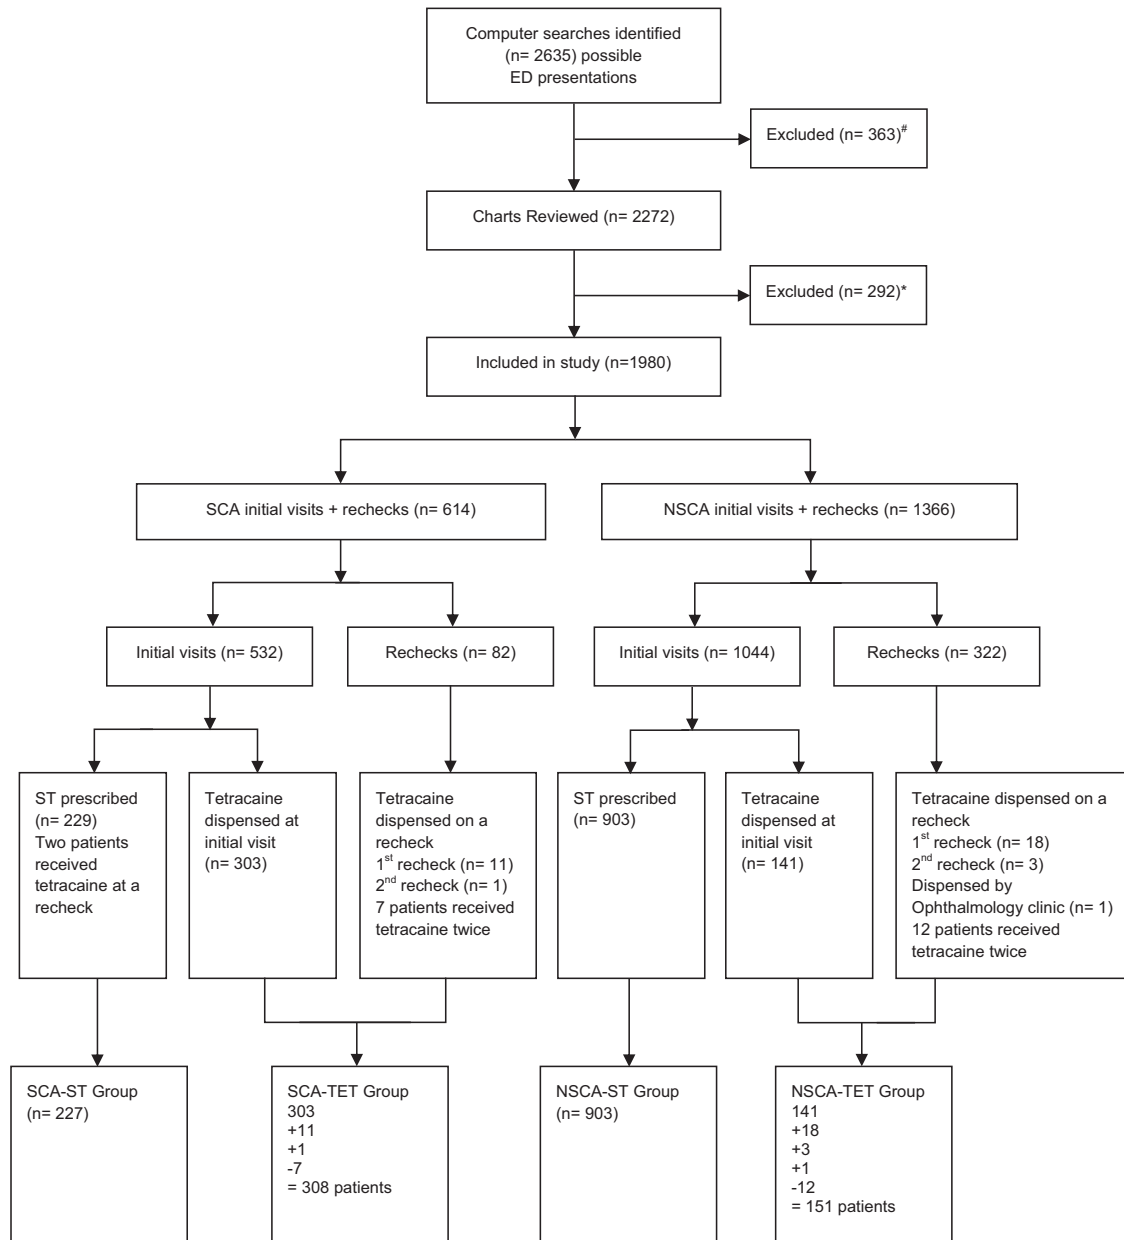 Computer searches identified
(n= 2635) possible
ED presentations
Excluded (n= 363)#
Charts Reviewed (n= 2272)
Excluded (n= 292)*
Included in study (n=1980)
SCA initial visits + rechecks (n= 614)
NSCA initial visits + rechecks (n= 1366)
Initial visits (n= 532)
Rechecks (n= 82)
Initial visits (n= 1044)
Rechecks (n= 322)
ST prescribed
(n= 229)
Two patients
received
tetracaine at a
recheck
Tetracaine
dispensed at
initial visit
(n= 303)
Tetracaine
dispensed on a
recheck
1st recheck (n= 11)
2nd recheck (n= 1)
7 patients received
tetracaine twice
ST prescribed
(n= 903)
Tetracaine
dispensed at
initial visit
(n= 141)
Tetracaine dispensed on a
recheck
1st recheck (n= 18)
2nd recheck (n= 3)
Dispensed by
Ophthalmology clinic (n= 1)
12 patients received
tetracaine twice
SCA-ST Group
(n= 227)
SCA-TET Group
303
+11
+1
-7
= 308 patients
NSCA-ST Group
(n= 903)
NSCA-TET Group
141
+18
+3
+1
-12
= 151 patients